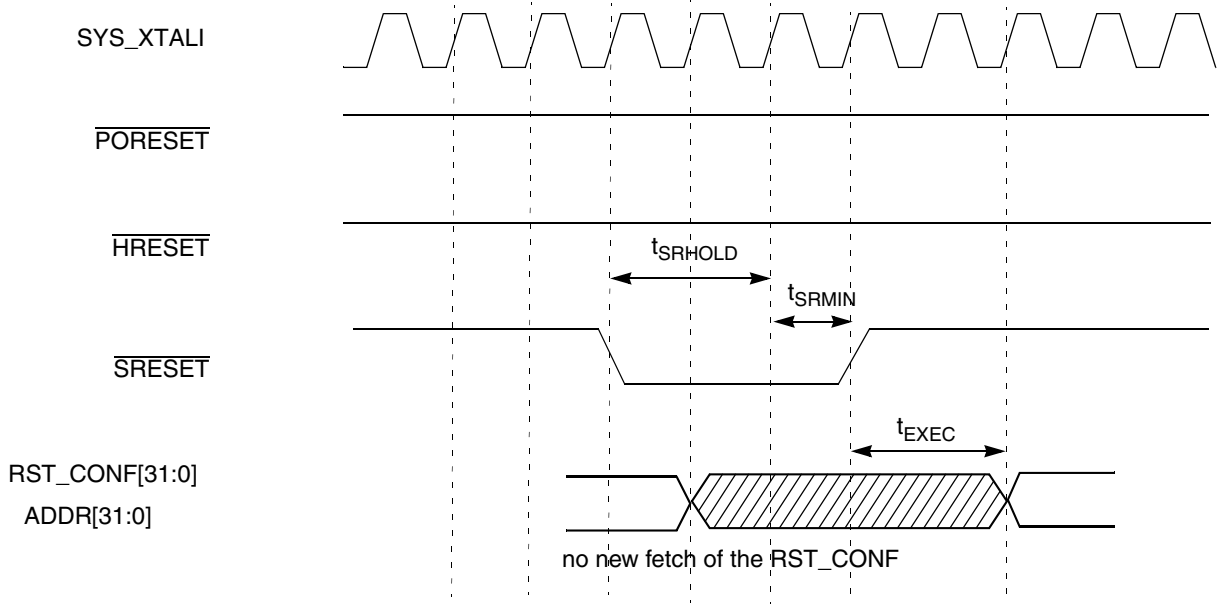 SYS_XTALI
PORESET
HRESET
tSRHOLD
tSRMIN
SRESET
tEXEC
RST_CONF[31:0]
ADDR[31:0]
no new fetch of the RST_CONF